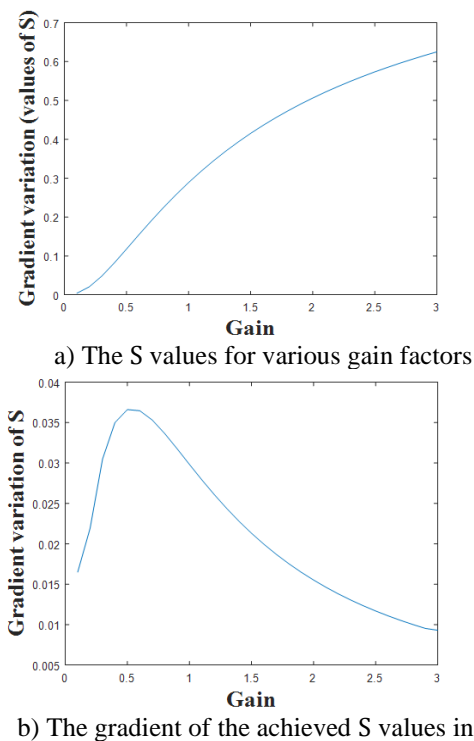 0.7
0.6
0.5
0.4
0.3
0.2
0.1
0
0 0.5 1 1.5 2 2.5 3
Gradient variation (values of S)
Gain
a) The S values for various gain factors
0.04
0.035
0.03
0.025
0.02
0.015
0.01
0.005
0 0.5 1 1.5 2 2.5 3
Gradient variation of S
Gain
b) The gradient of the achieved S values in